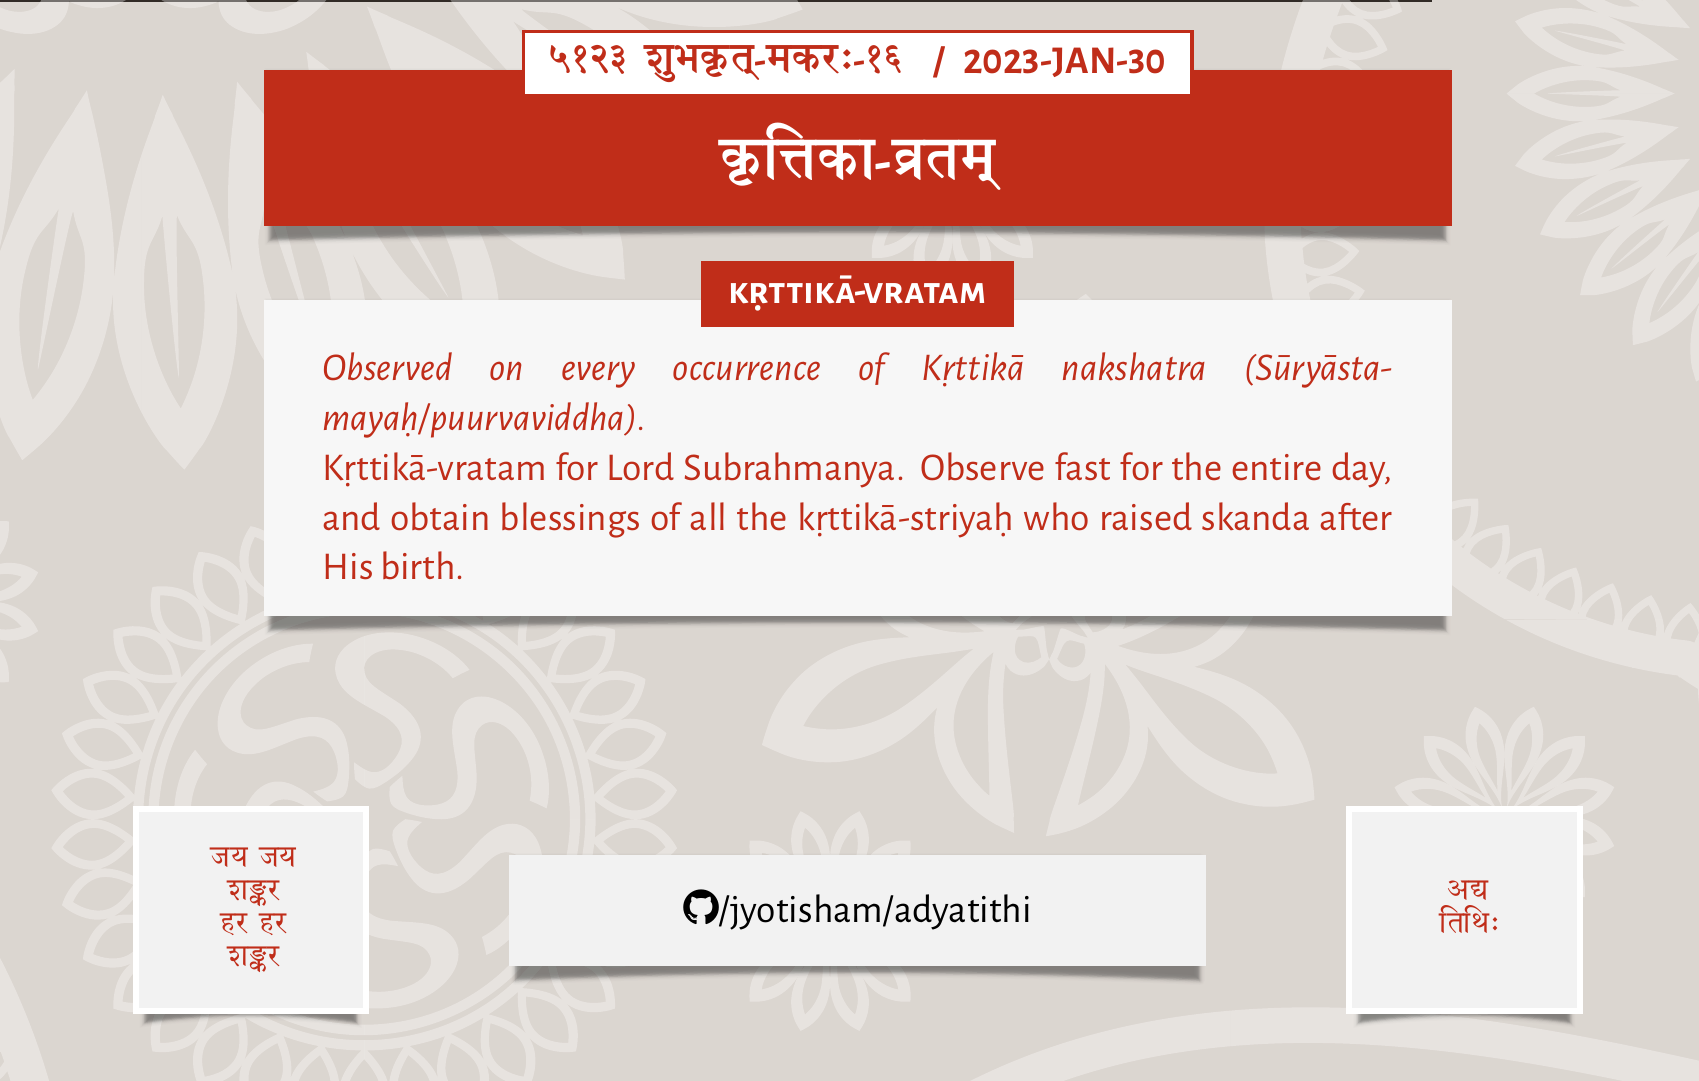 ५१२३ शुभकृत्-मकरः-१६ / 2023-JAN-30
कृत्तिका-व्रतम्
KṚTTIKĀ-VRATAM
Observed on every occurrence of Kṛttikā nakshatra (Sūryāsta-
mayaḥ/puurvaviddha).
Kṛttikā-vratam for Lord Subrahmanya. Observe fast for the entire day,
and obtain blessings of all the kṛttikā-striyaḥ who raised skanda after
His birth.
जय जय
शङ्कर
हर हर
शङ्कर
/jyotisham/adyatithi
अद्य
तिथिः